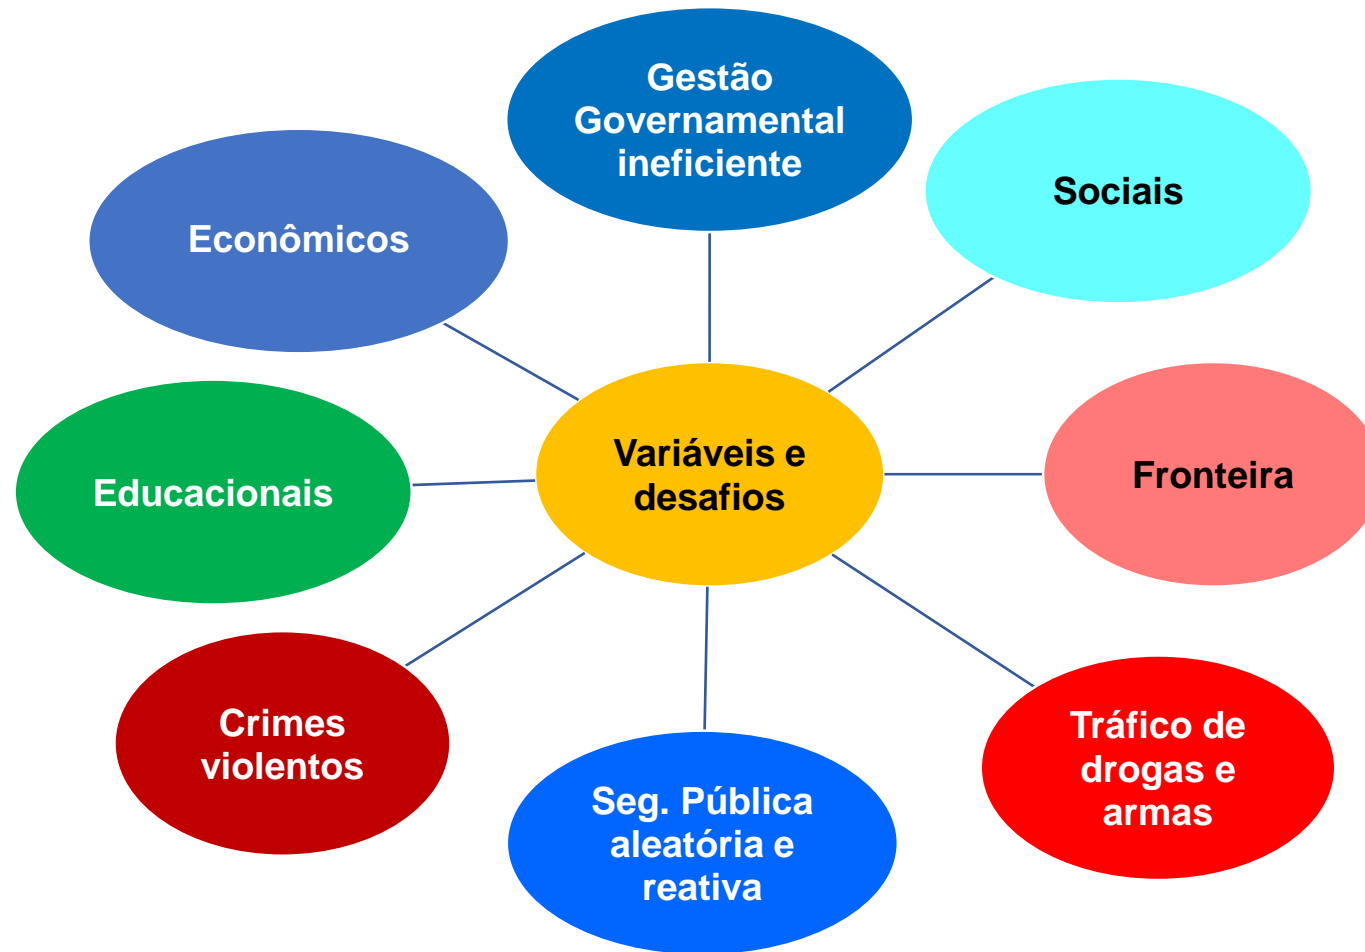 Gestão
Governamental
ineficiente
Sociais
Econômicos
Variáveis e
desafios
Fronteira
Educacionais
Crimes
violentos
Tráfico de
drogas e
armas
Seg. Pública
aleatória e
reativa